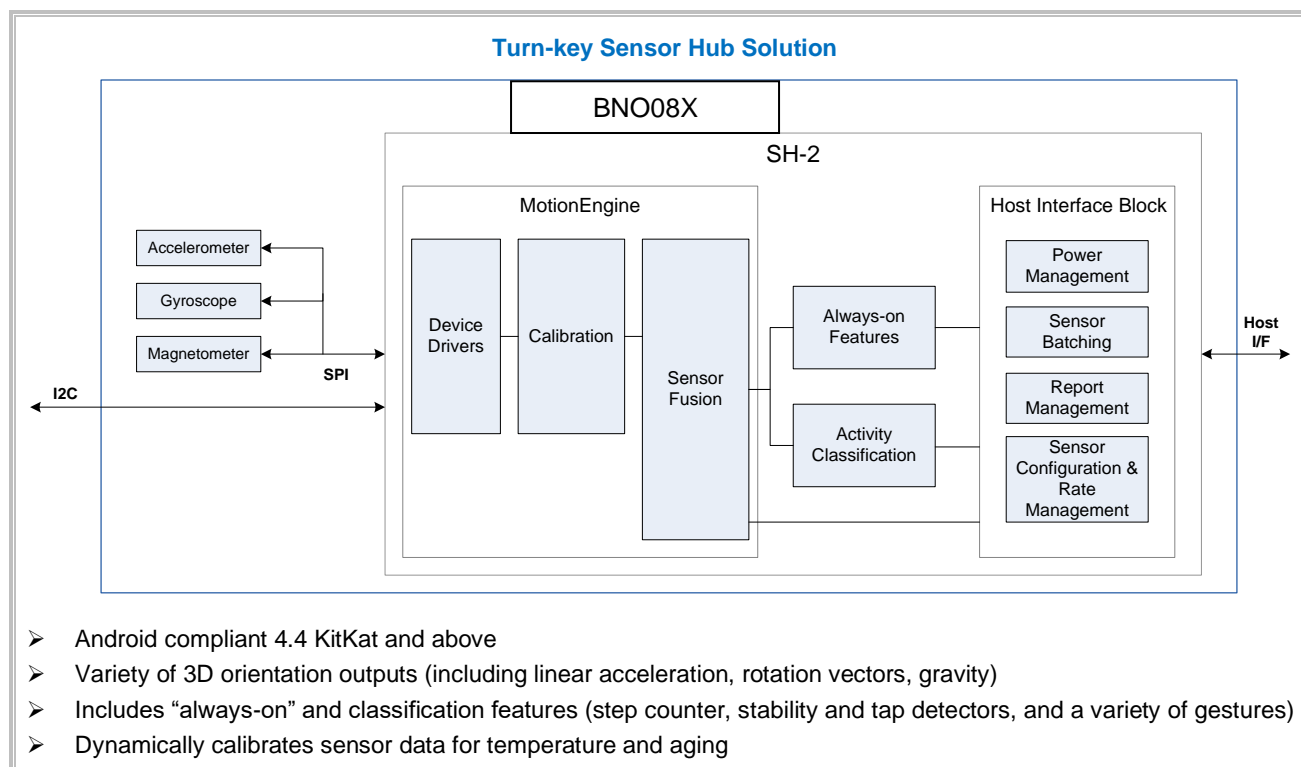 Turn-key Sensor Hub Solution
BNO08X
SH-2
MotionEngine
Host Interface Block
Accelerometer
Gyroscope
Magnetometer
SPI
I2C
Device
Drivers
Calibration
Sensor
Fusion
Always-on
Features
Activity
Classification
Power
Management
Sensor
Batching
Report
Management
Sensor
Configuration &
Rate
Management
Host
I/F
➢ Android compliant 4.4 KitKat and above
➢ Variety of 3D orientation outputs (including linear acceleration, rotation vectors, gravity)
➢ Includes “always-on” and classification features (step counter, stability and tap detectors, and a variety of gestures)
➢ Dynamically calibrates sensor data for temperature and aging